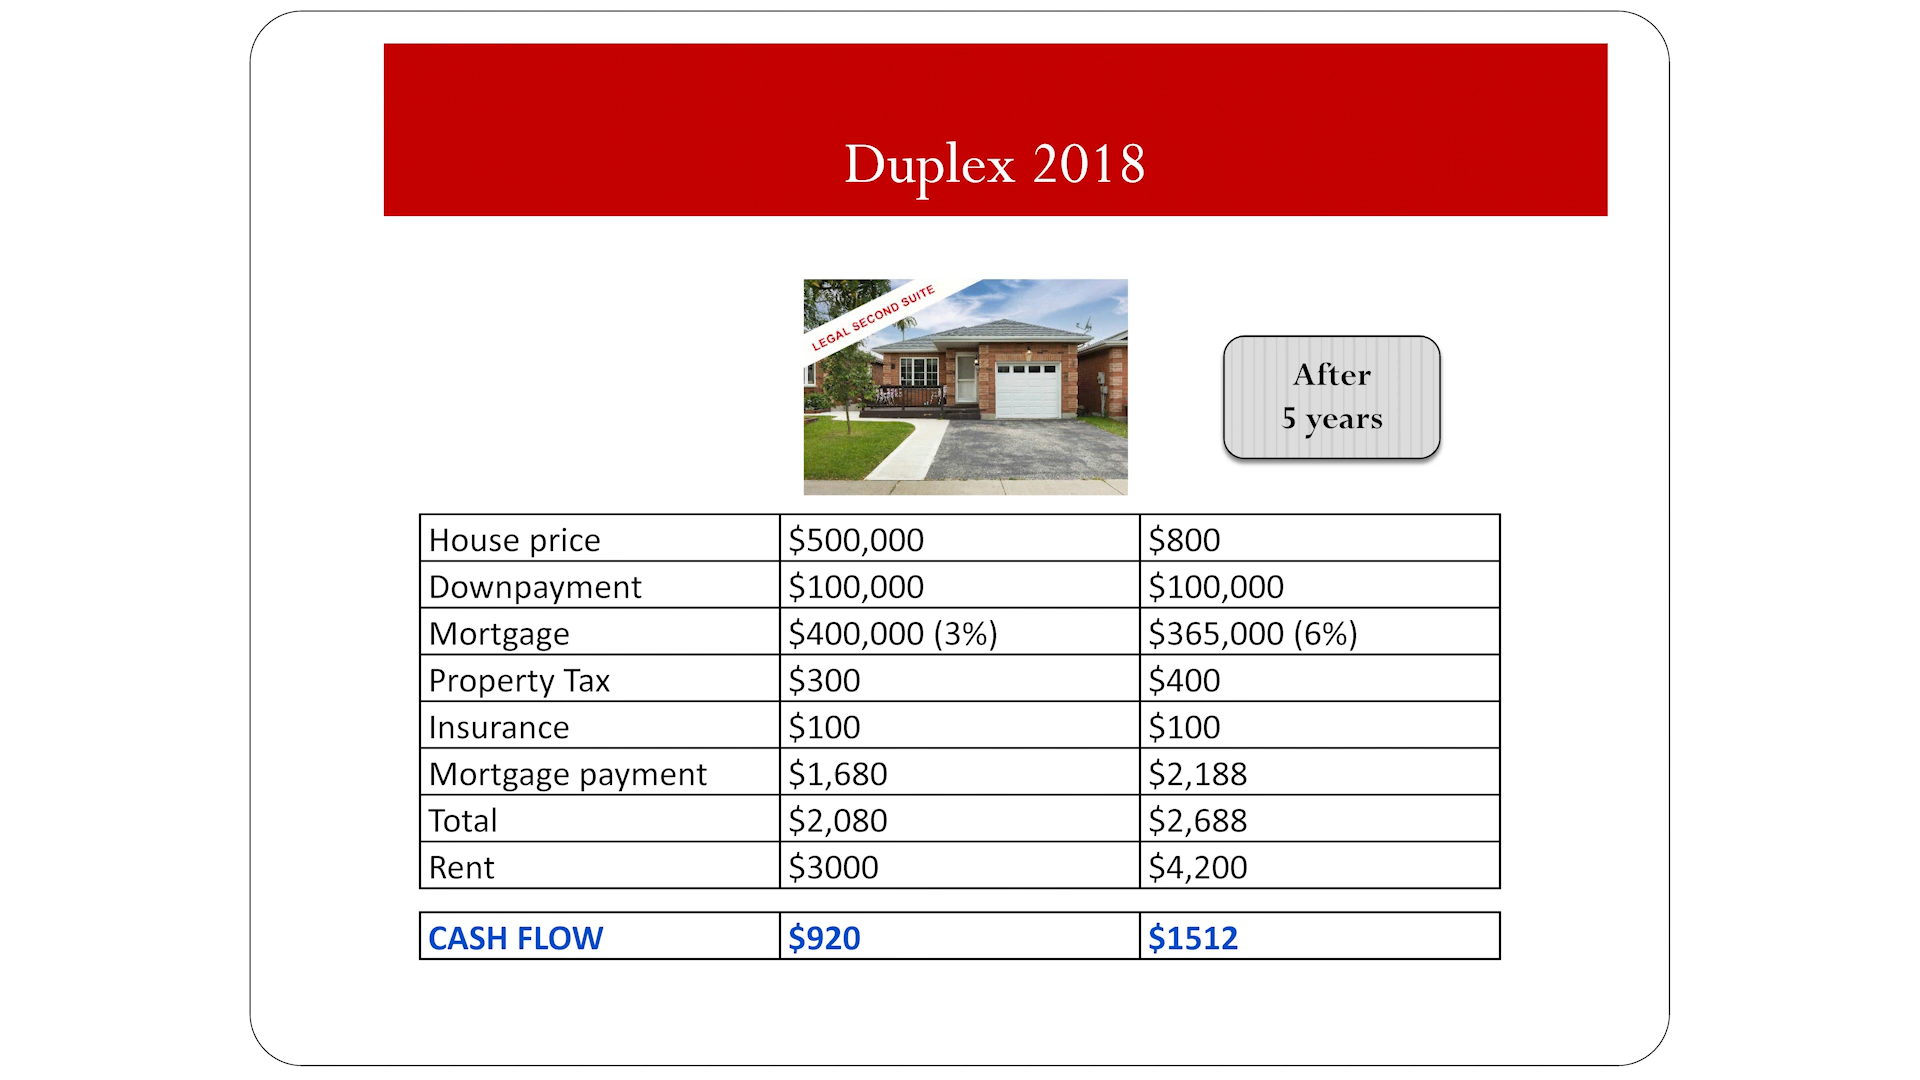 Duplex 2018
LEGAL SECOND SUITE
After
5 years
House price $500,000 $800
Downpayment $100,000 $100,000
Mortgage $400,000 (3%) $365,000 (6%)
Property Tax $300 $400
Insurance $100 $100
Mortgage payment $1,680 $2,188
Total $2,080 $2,688
Rent $3000 $4,200
CASH FLOW $920 $1512